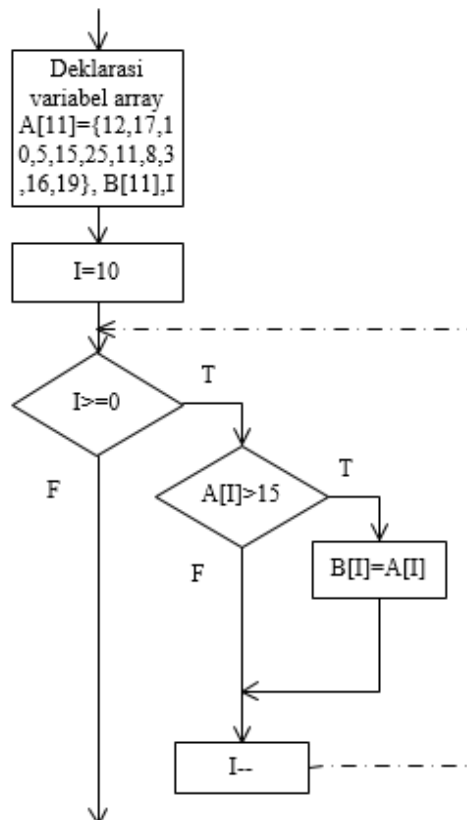 Deklarasi
variabel array
A[11]={12,17,1
0,5,15,25,11,8,3
,16,19}, B[11],I
I=10
I>=0
T
F
A[I]>15
T
F
B[I]=A[I]
I--